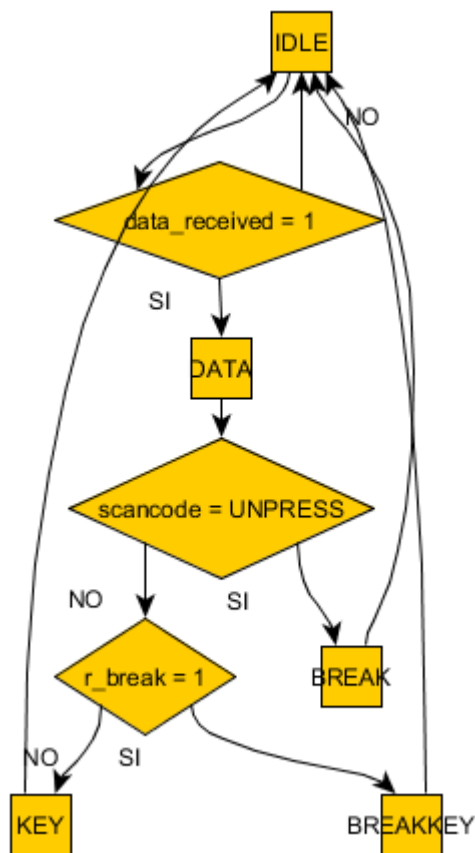 IDLE
NO
data_received = 1
SI
DATA
scancode = UNPRESS
NO
SI
BREAK
r_break = 1
NO
SI
KEY
BREAKKEY